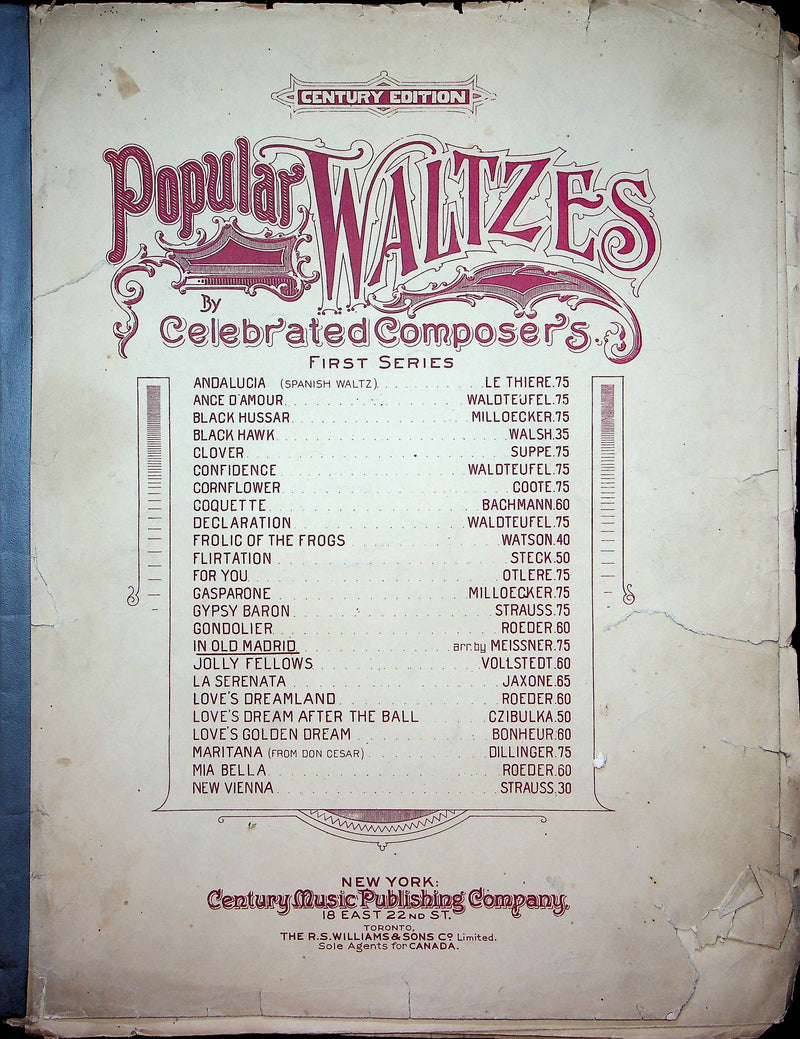 CENTURY EDITION
Popular WALTZES
By
Celebrated Composers.
FIRST SERIES
ANDALUCIA (SPANISH WALTZ) . . . . . . . . . . LE THIERE .75
ANCE D'AMOUR . . . . . . . . . . WALDTEUFEL .75
BLACK HUSSAR . . . . . . . . . . MILLOECKER .75
BLACK HAWK . . . . . . . . . . WALSH .35
CLOVER . . . . . . . . . . SUPPE .75
CONFIDENCE . . . . . . . . . . WALDTEUFEL .75
CORNFLOWER . . . . . . . . . . COOTE .75
COQUETTE . . . . . . . . . . BACHMANN .60
DECLARATION . . . . . . . . . . WALDTEUFEL .75
FROLIC OF THE FROGS . . . . . . . . . . WATSON .40
FLIRTATION . . . . . . . . . . STECK .50
FOR YOU . . . . . . . . . . OTLERE .75
GASPARONE . . . . . . . . . . MILLOECKER .75
GYPSY BARON . . . . . . . . . . STRAUSS .75
GONDOLIER . . . . . . . . . . ROEDER .60
IN OLD MADRID . . . . . . . . . . arr. by MEISSNER .75
JOLLY FELLOWS . . . . . . . . . . VOLLSTEDT .60
LA SERENATA . . . . . . . . . . JAXONE .65
LOVE'S DREAMLAND . . . . . . . . . . ROEDER .60
LOVE'S DREAM AFTER THE BALL . . . . . . CZIBULKA .50
LOVE'S GOLDEN DREAM . . . . . . . . . . BONHEUR .60
MARITANA (FROM DON CESAR) . . . . . . . . . . DILLINGER .75
MIA BELLA . . . . . . . . . . ROEDER .60
NEW VIENNA . . . . . . . . . . STRAUSS .30
NEW YORK:
Century Music Publishing Company,
18 EAST 22ND ST.
TORONTO,
THE R.S. WILLIAMS & SONS Co. Limited.
Sole Agents for CANADA.